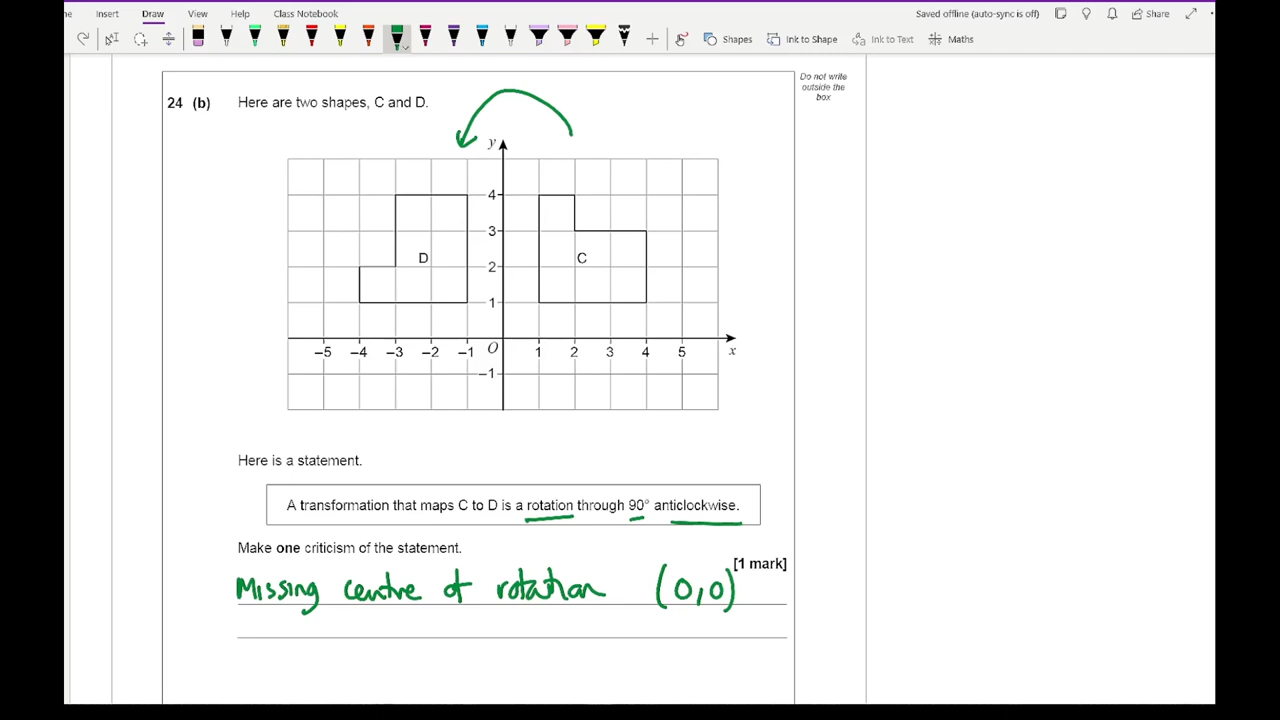 me Insert Draw View Help Class Notebook Saved offline (auto-sync is off) Share
Shapes Ink to Shape Ink to Text Maths
Do not write
outside the
box
24 (b) Here are two shapes, C and D.
y
4
3
D C
2
1
–5 –4 –3 –2 –1 O 1 2 3 4 5 x
–1
Here is a statement.
A transformation that maps C to D is a rotation through 90° anticlockwise.
Make one criticism of the statement.
[1 mark]
Missing centre of rotation (0,0)